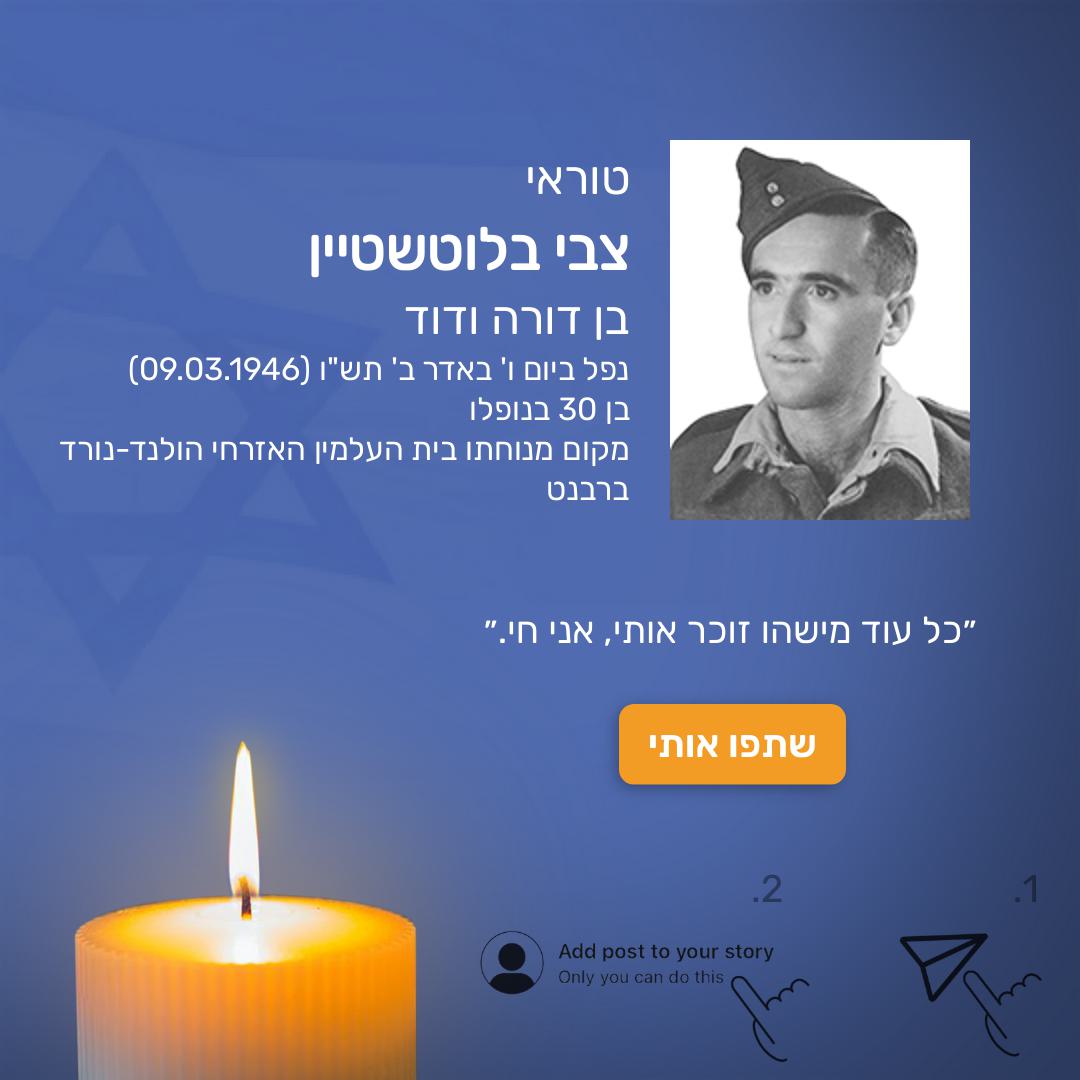 טוראי
צבי בלוטשטיין
בן דורה ודוד
נפל ביום ו' באדר ב' תש"ו (09.03.1946)
בן 30 בנופלו
מקום מנוחתו בית העלמין האזרחי הולנד-נורד
ברבנט
״כל עוד מישהו זוכר אותי, אני חי.״
שתפו אותי
1.
2.
Add post to your story
Only you can do this